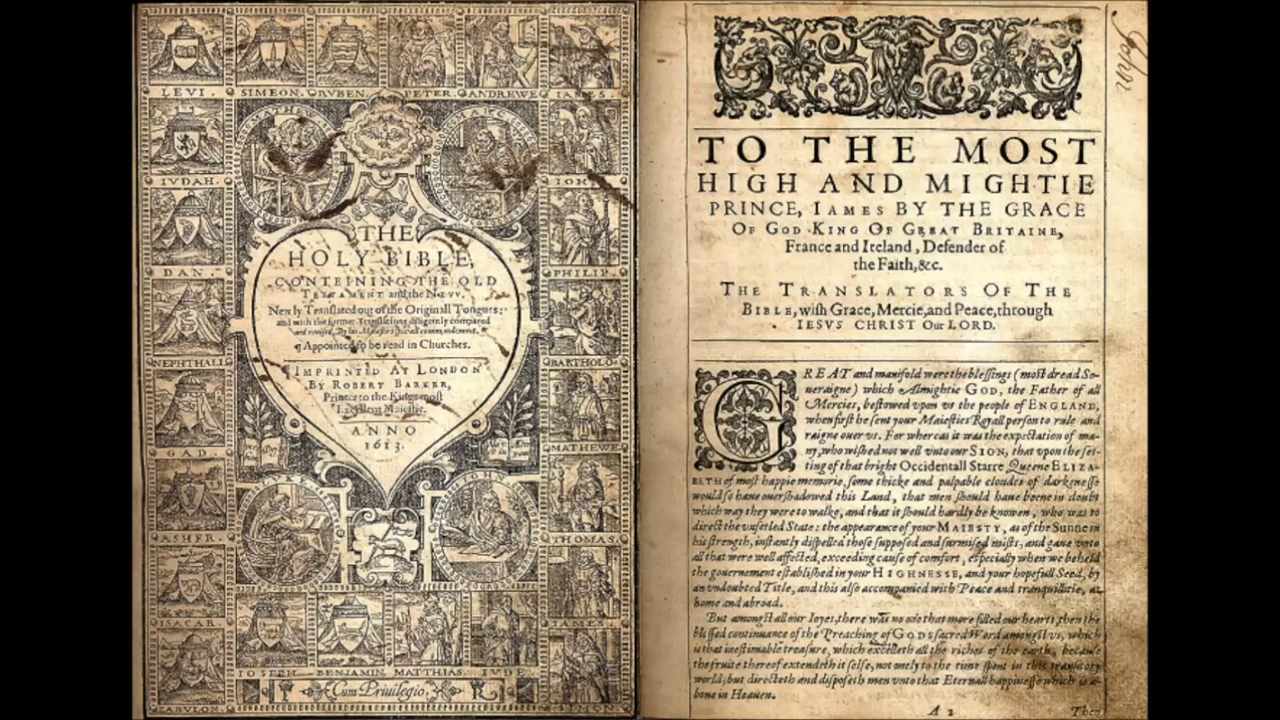 LEVI. SIMEON. RVBEN. PETER. ANDREWE IAMES.
IVDAH.
IOHN
DAN.
PHILIP.
NEPHTHALI
BARTHOLO-
GAD.
MATHEWE
ASHER.
THOMAS.
ISACAR.
IAMES
ZABVLON.
IOSEPH. BENJAMIN. MATTHIAS. IVDE
SIMON.
THE
HOLY BIBLE,
CONTEINING THE OLD
TESTAMENT and the NEVV.
Newly Translated out of the Originall Tongues:
and with the former Translations diligently compared
and reuised, By his Maiesties speciall commandement.
¶ Appointed to be read in Churches.
¶ IMPRINTED AT LONDON
BY ROBERT BARKER,
Printer to the Kings most
Excellent Maiestie.
ANNO
1613.
Cum Priuilegio.
TO THE MOST
HIGH AND MIGHTIE
PRINCE, IAMES BY THE GRACE
OF GOD KING OF GREAT BRITAINE,
France and Ireland, Defender of
the Faith, &c.
THE TRANSLATORS OF THE
BIBLE, wish Grace, Mercie, and Peace, through
IESVS CHRIST Our LORD.
GREAT and manifold were the blessings (most dread So-
ueraigne) which Almightie GOD, the Father of all
Mercies, bestowed vpon vs the people of ENGLAND,
when first he sent your Maiesties Royall person to rule and
raigne ouer vs. For whereas it was the expectation of ma-
ny, who wished not well vnto our SION, that vpon the set-
ting of that bright Occidentall Starre Queene ELIZA-
BETH of most happie memorie, some thicke and palpable cloudes of darkenesse
would so haue ouershadowed this Land, that men should haue beene in doubt
which way they were to walke, and that it should hardly be knowen, who was to
direct the vnsetled State: the appearance of your MAIESTY, as of the Sunne in
his strength, instantly dispelled those supposed and surmised mists, and gaue vnto
all that were well affected, exceeding cause of comfort, especially when we beheld
the gouernement established in your HIGHNESSE, and your hopefull Seed, by
an vndoubted Title, and this also accompanied with Peace and tranquillitie, at
home and abroad.
But amongst all our Ioyes, there was no one that more filled our hearts, then the
blessed continuance of the Preaching of GODS sacred Word amongst vs, which
is that inestimable treasure, which excelleth all the riches of the earth, because
the fruite thereof extendeth it selfe, not onely to the time spent in this transitory
world, but directeth and disposeth men vnto that Eternall happinesse which is a-
boue in Heauen.
A 2 Then